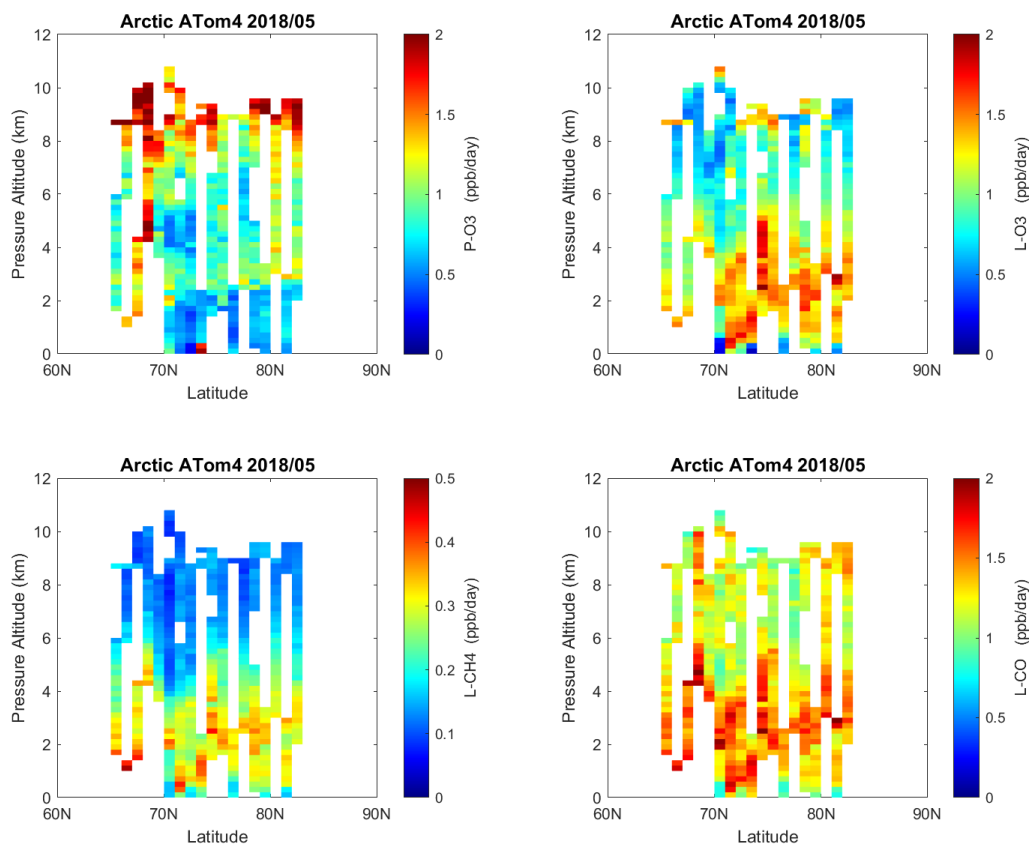 Arctic ATom4 2018/05
12
10
8
6
4
2
0
60N 70N 80N 90N
Latitude
Pressure Altitude (km)
2
1.5
1
0.5
0
P-O3 (ppb/day)
Arctic ATom4 2018/05
12
10
8
6
4
2
0
60N 70N 80N 90N
Latitude
Pressure Altitude (km)
2
1.5
1
0.5
0
L-O3 (ppb/day)
Arctic ATom4 2018/05
12
10
8
6
4
2
0
60N 70N 80N 90N
Latitude
Pressure Altitude (km)
0.5
0.4
0.3
0.2
0.1
0
L-CH4 (ppb/day)
Arctic ATom4 2018/05
12
10
8
6
4
2
0
60N 70N 80N 90N
Latitude
Pressure Altitude (km)
2
1.5
1
0.5
0
L-CO (ppb/day)